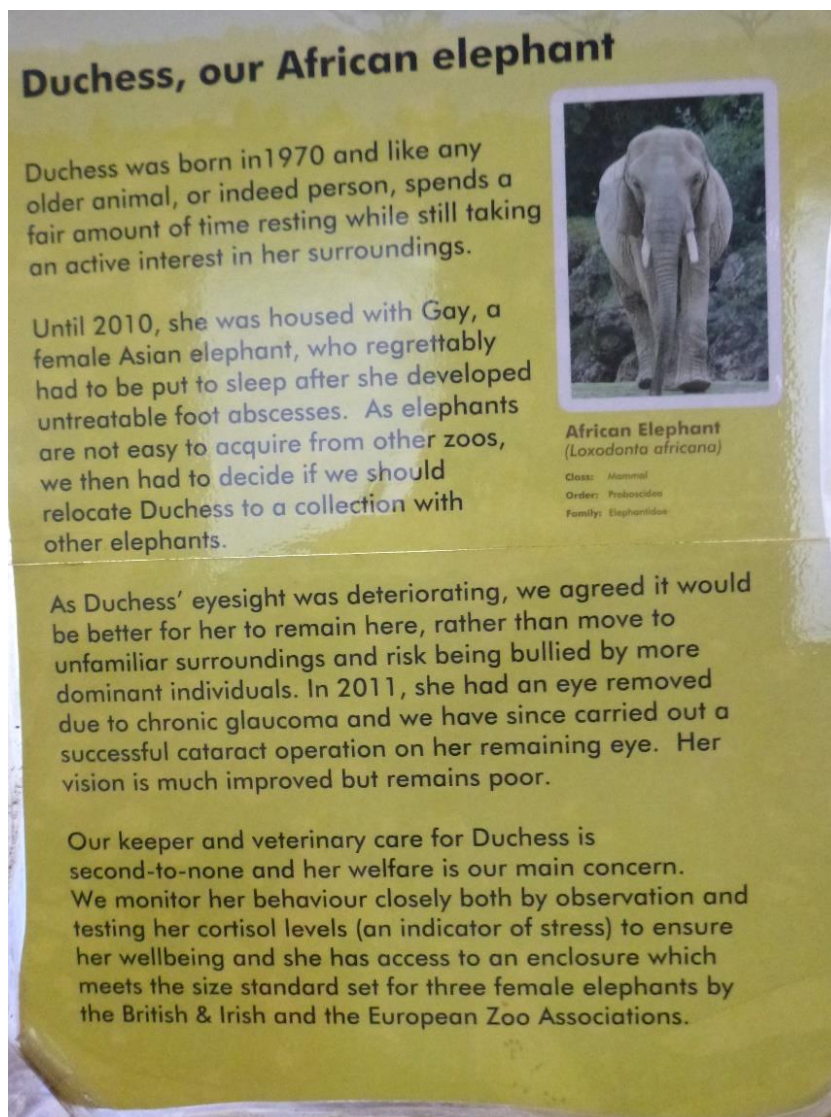 Duchess, our African elephant
Duchess was born in1970 and like any
older animal, or indeed person, spends a
fair amount of time resting while still taking
an active interest in her surroundings.
Until 2010, she was housed with Gay, a
female Asian elephant, who regrettably
had to be put to sleep after she developed
untreatable foot abscesses.  As elephants
are not easy to acquire from other zoos,
we then had to decide if we should
relocate Duchess to a collection with
other elephants.
African Elephant
(Loxodonta africana)
Class: Mammal
Order: Proboscidea
Family: Elephantidae
As Duchess' eyesight was deteriorating, we agreed it would
be better for her to remain here, rather than move to
unfamiliar surroundings and risk being bullied by more
dominant individuals. In 2011, she had an eye removed
due to chronic glaucoma and we have since carried out a
successful cataract operation on her remaining eye.  Her
vision is much improved but remains poor.
Our keeper and veterinary care for Duchess is
second-to-none and her welfare is our main concern.
We monitor her behaviour closely both by observation and
testing her cortisol levels (an indicator of stress) to ensure
her wellbeing and she has access to an enclosure which
meets the size standard set for three female elephants by
the British & Irish and the European Zoo Associations.